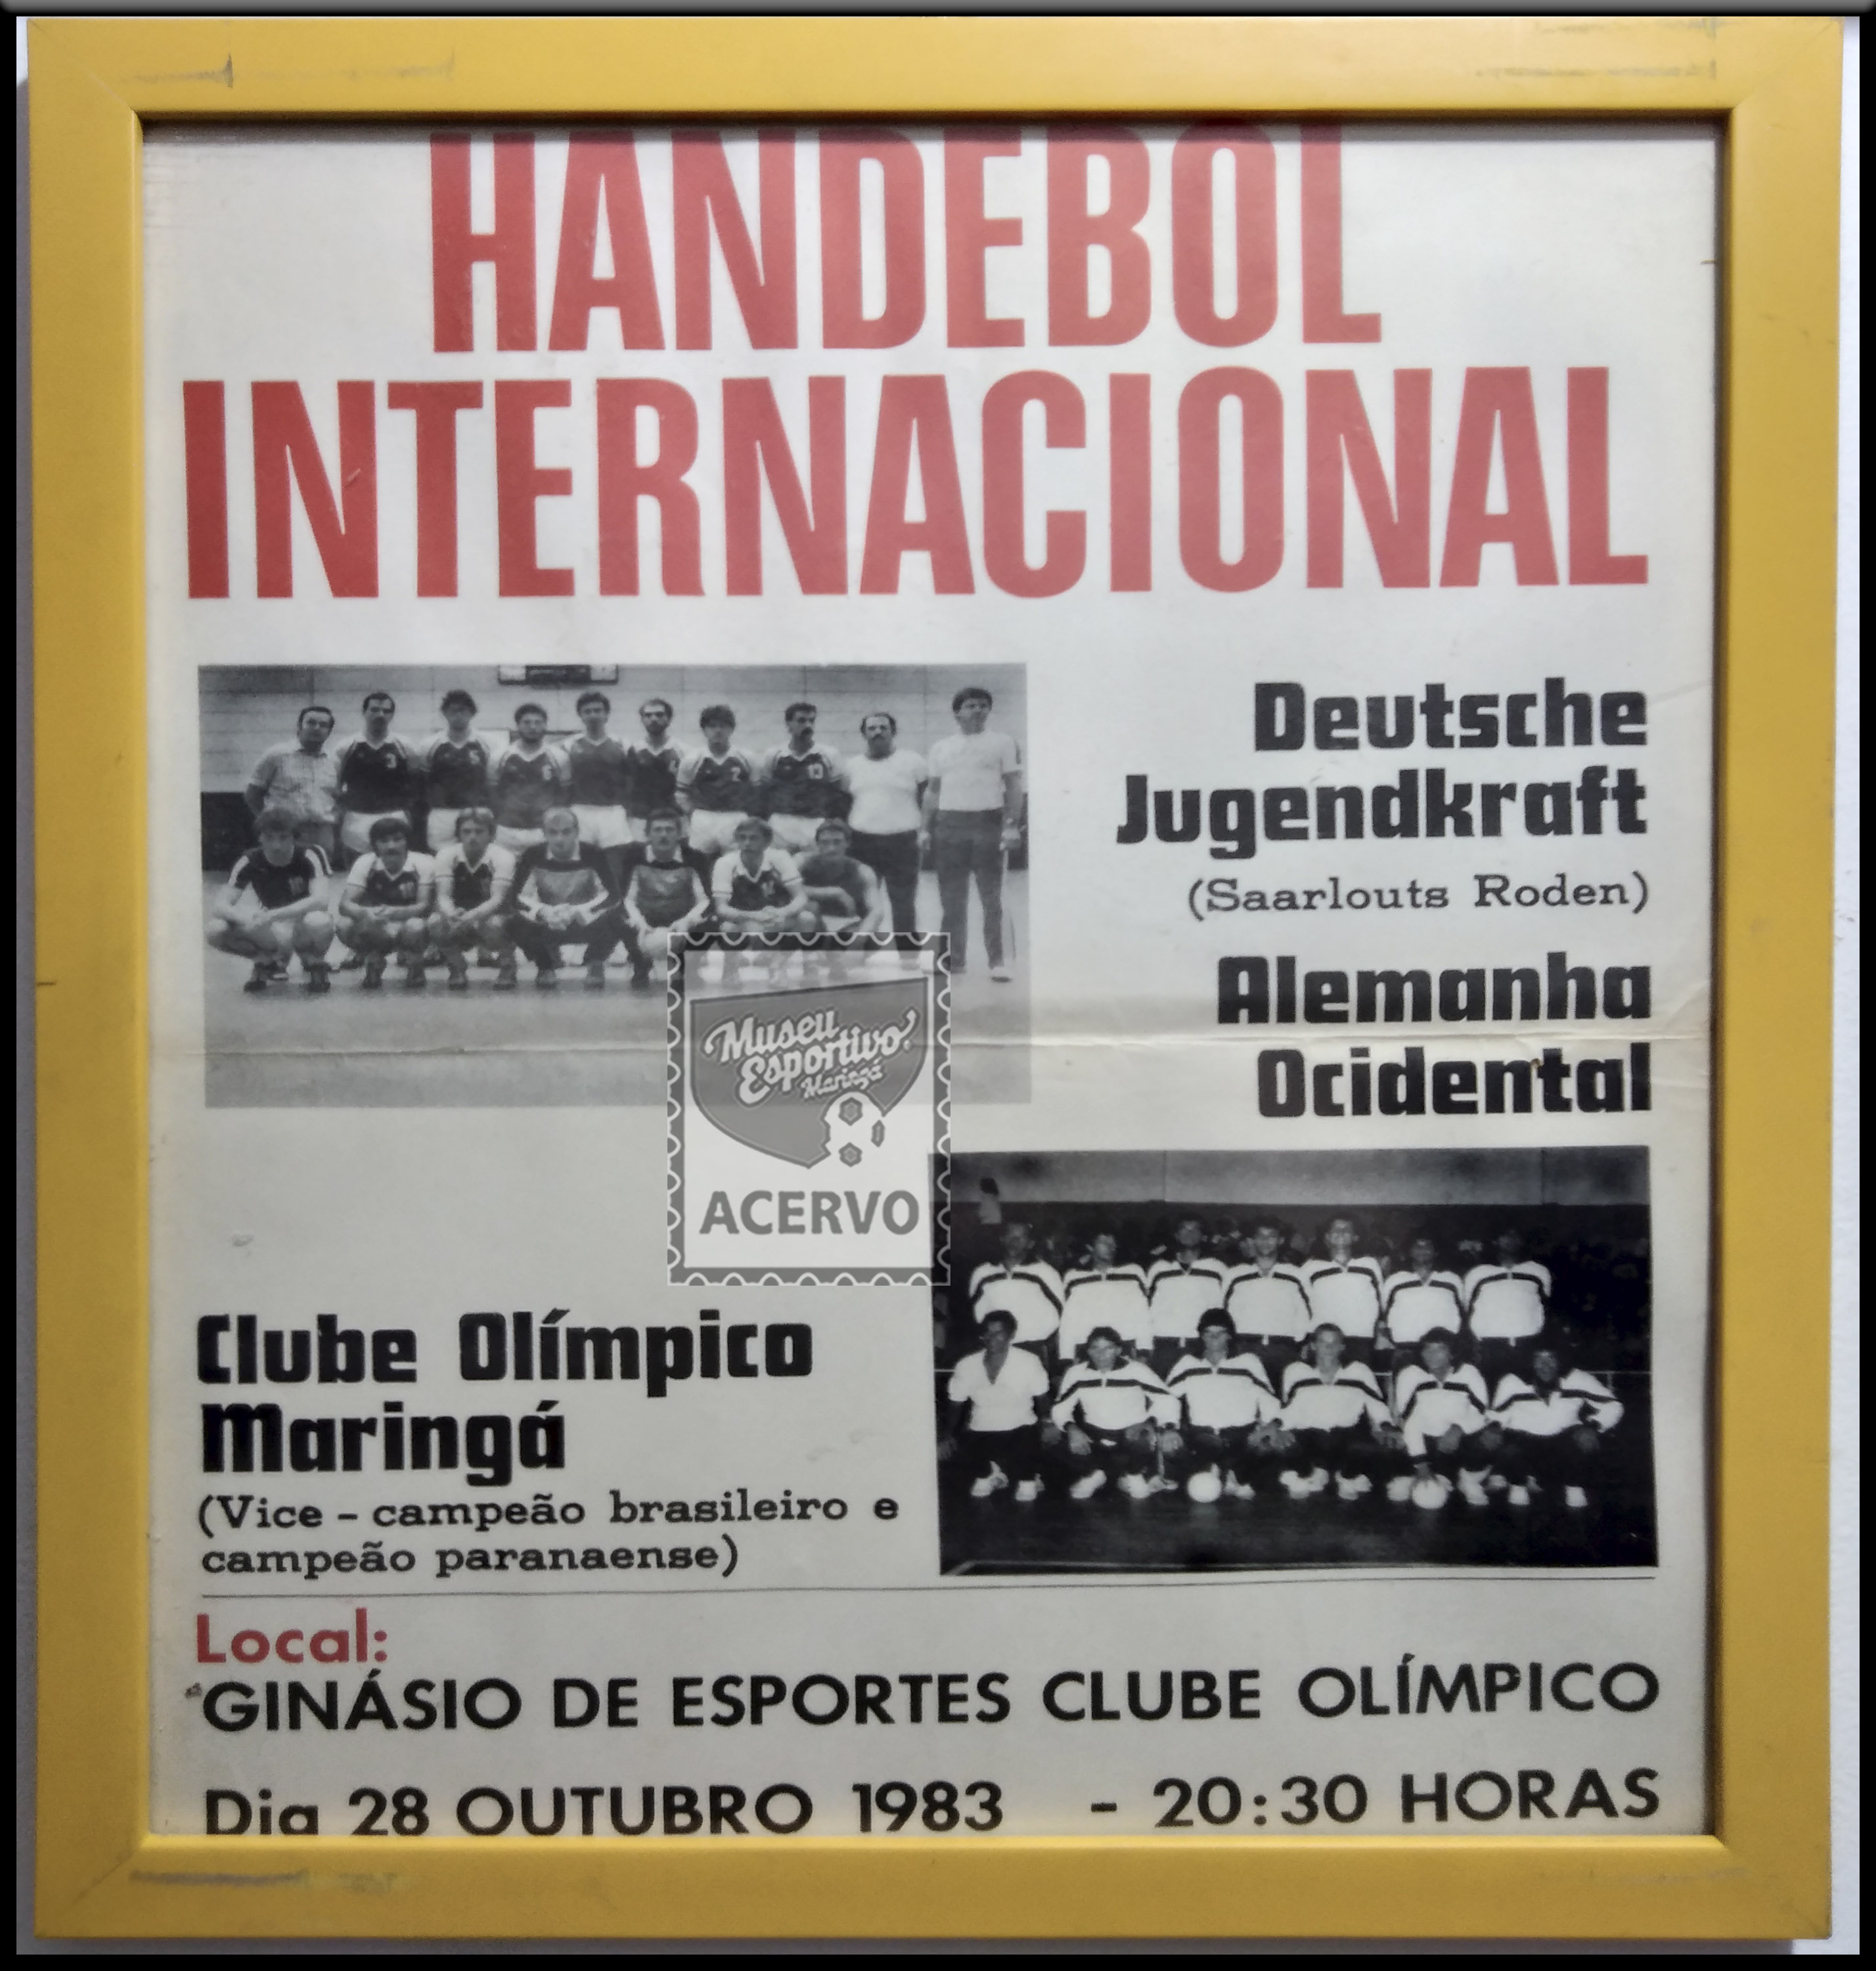 HANDEBOL
INTERNACIONAL
Deutsche
Jugendkraft
(Saarlouts Roden)
Alemanha
Ocidental
Museu
Esportivo
Maringá
ACERVO
Clube Olímpico
Maringá
(Vice - campeão brasileiro e
campeão paranaense)
Local:
GINÁSIO DE ESPORTES CLUBE OLÍMPICO
Dia 28 OUTUBRO 1983 - 20:30 HORAS